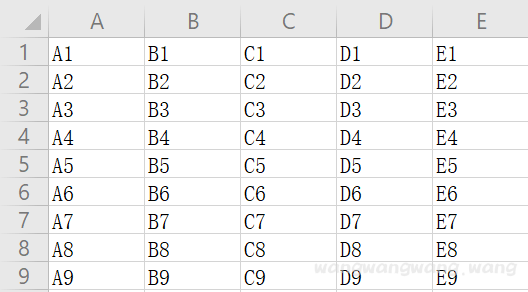 A B C D E
1 A1 B1 C1 D1 E1
2 A2 B2 C2 D2 E2
3 A3 B3 C3 D3 E3
4 A4 B4 C4 D4 E4
5 A5 B5 C5 D5 E5
6 A6 B6 C6 D6 E6
7 A7 B7 C7 D7 E7
8 A8 B8 C8 D8 E8
wangwangwang_wang
9 A9 B9 C9 D9 E9